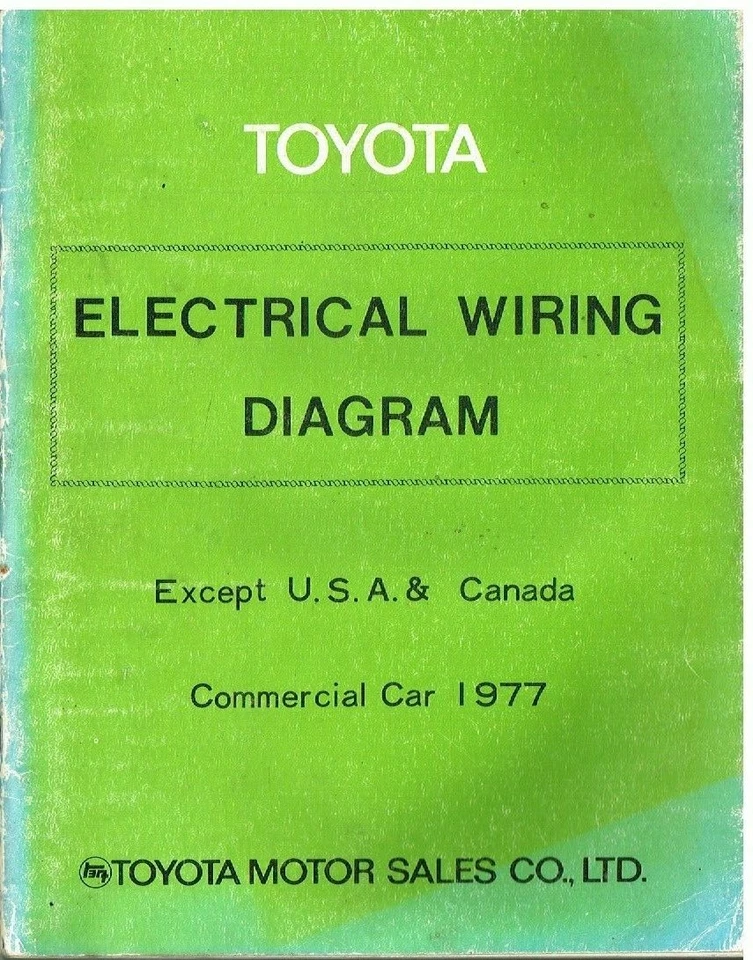 TOYOTA
ELECTRICAL WIRING
DIAGRAM
Except U.S.A. & Canada
Commercial Car 1977
TOYOTA MOTOR SALES CO., LTD.